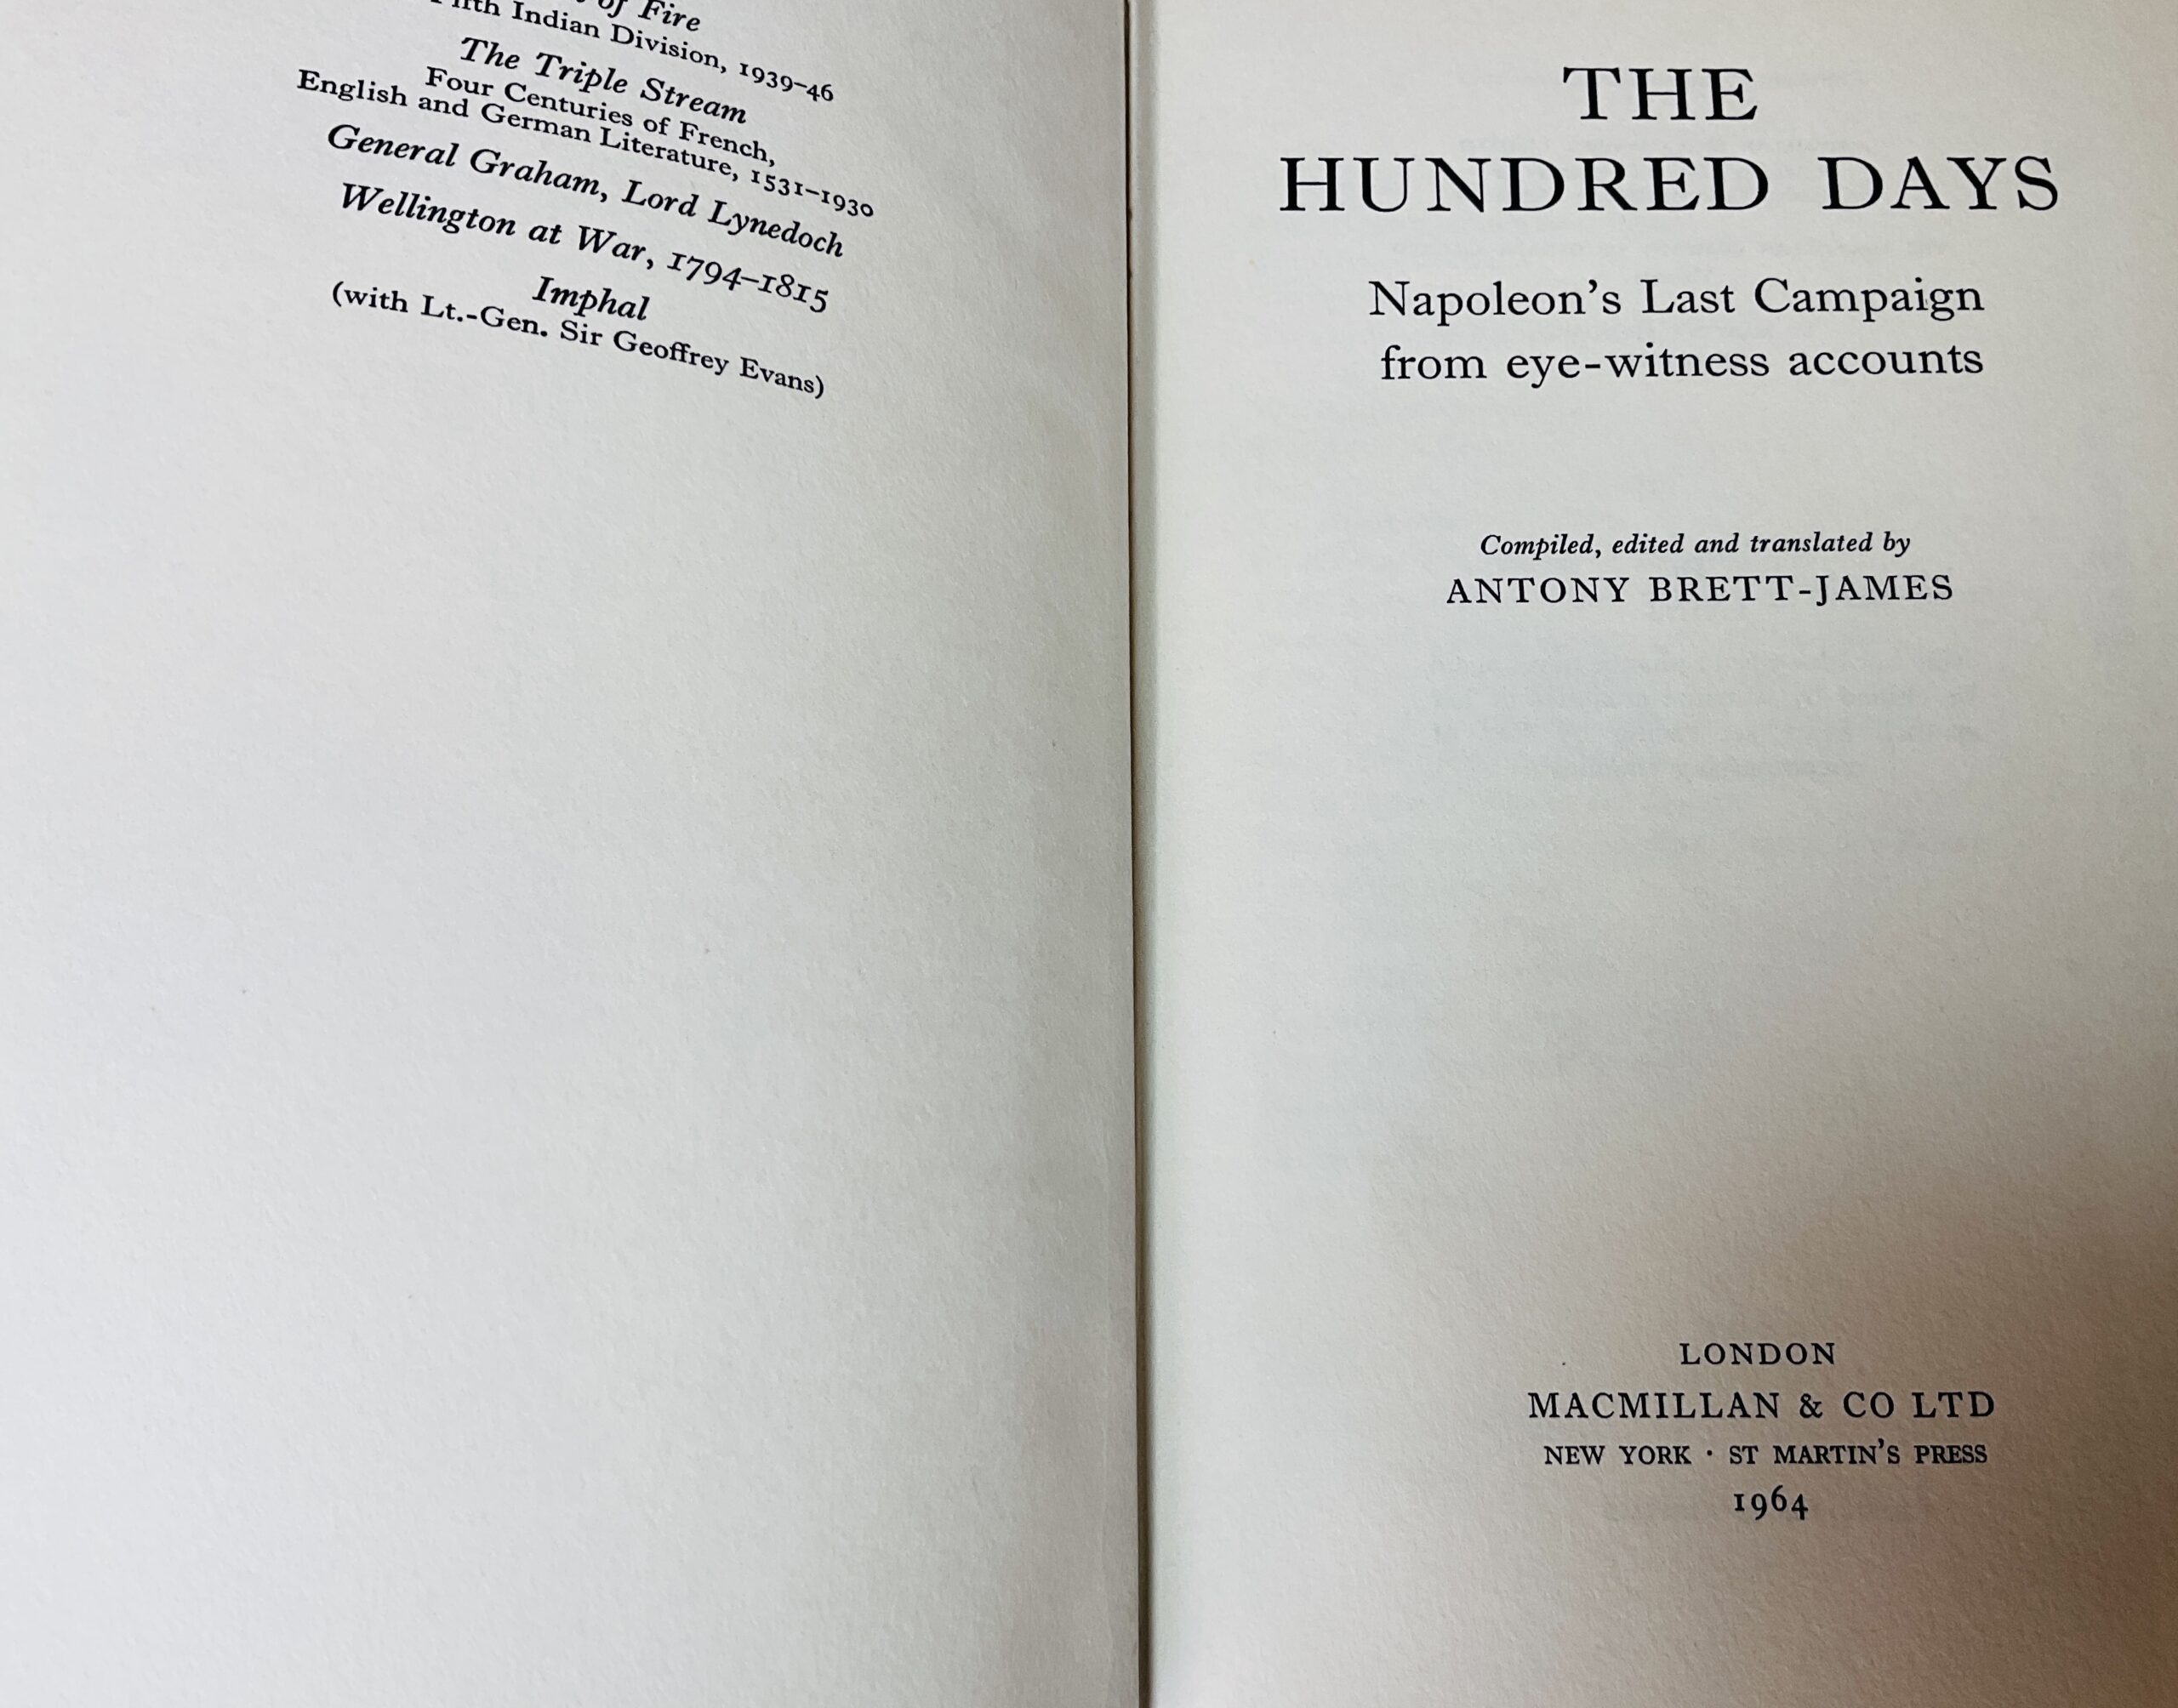 of Fire
Fifth Indian Division, 1939–46
The Triple Stream
Four Centuries of French,
English and German Literature, 1531–1930
General Graham, Lord Lynedoch
Wellington at War, 1794–1815
Imphal
(with Lt.-Gen. Sir Geoffrey Evans)
THE
HUNDRED DAYS
Napoleon’s Last Campaign
from eye-witness accounts
Compiled, edited and translated by
ANTONY BRETT-JAMES
LONDON
MACMILLAN & CO LTD
NEW YORK · ST MARTIN’S PRESS
1964